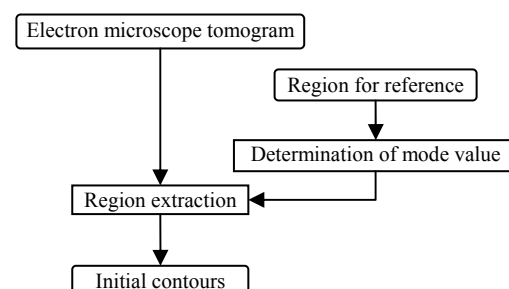 Electron microscope tomogram
Region for reference
Determination of mode value
Region extraction
Initial contours